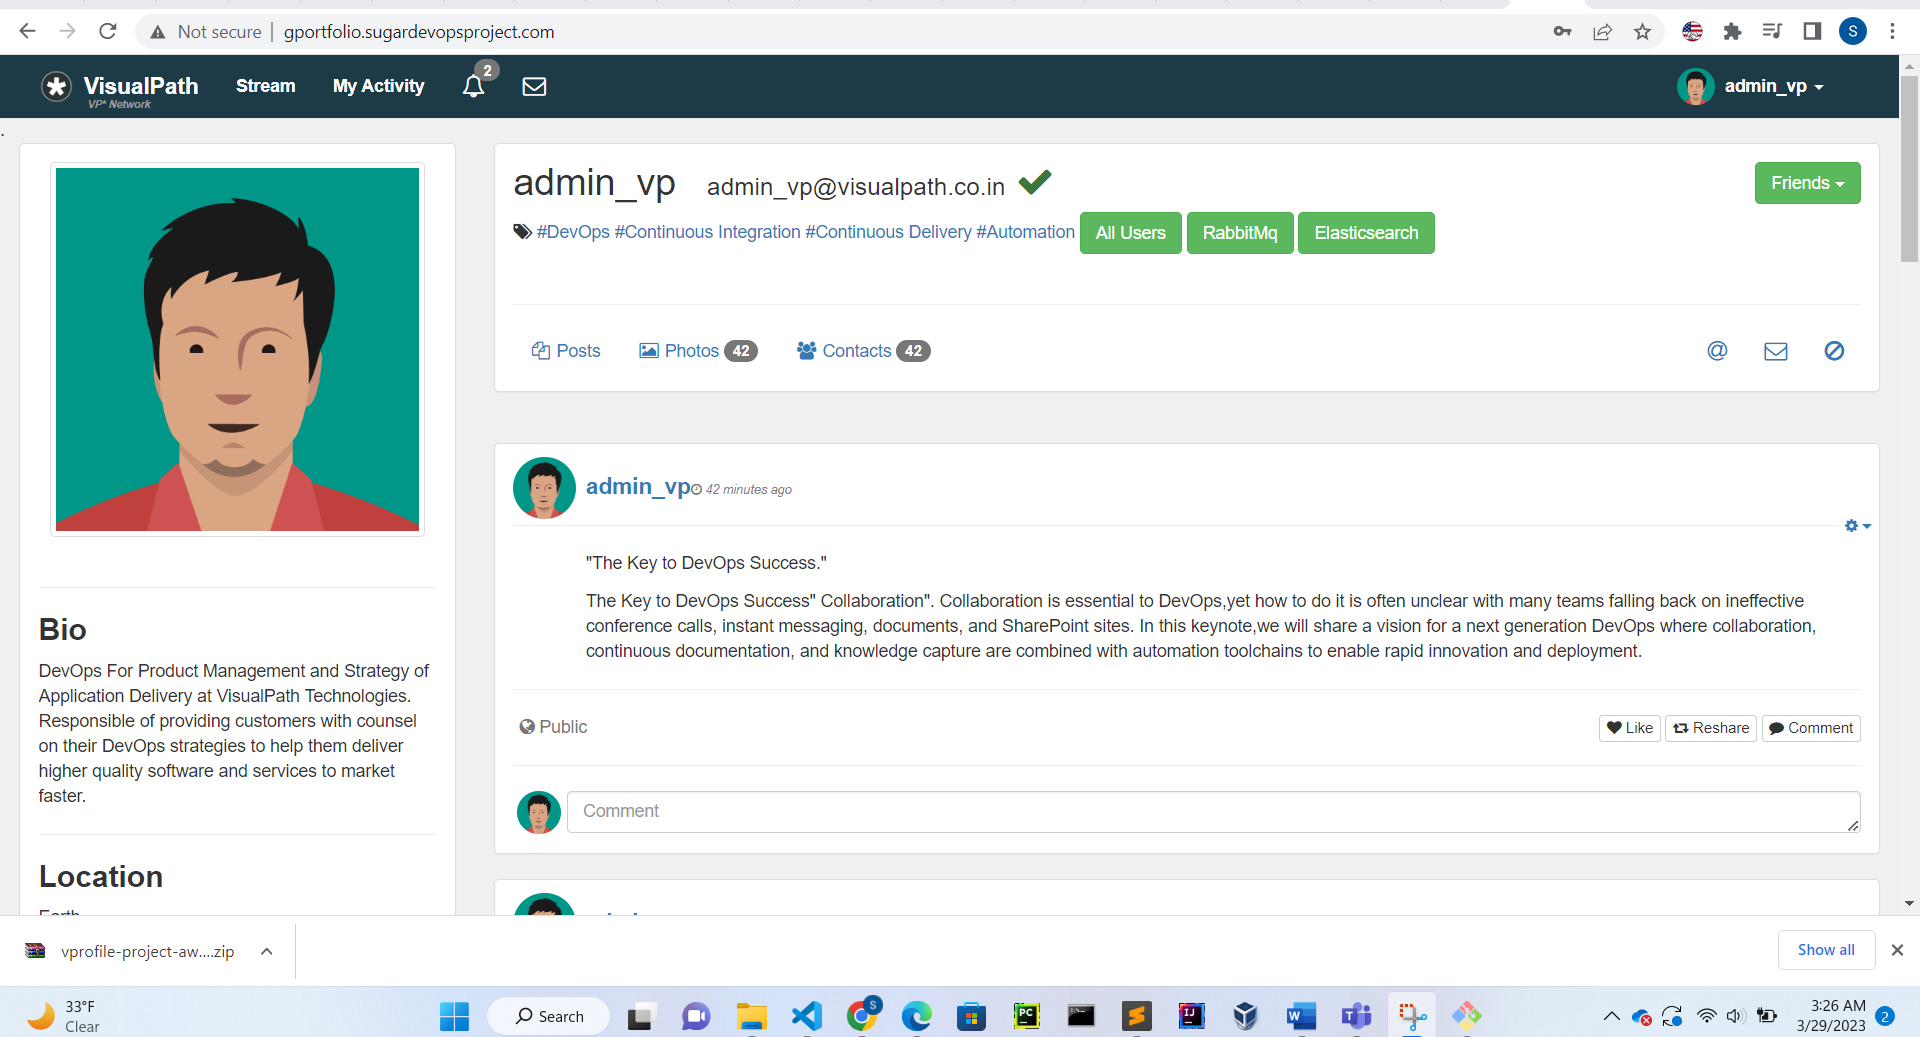 Not secure | gportfolio.sugardevopsproject.com
S
VisualPath
VP* Network
Stream
My Activity
2
admin_vp
.
admin_vp admin_vp@visualpath.co.in
Friends
#DevOps #Continuous Integration #Continuous Delivery #Automation All Users RabbitMq Elasticsearch
Posts Photos 42 Contacts 42
@
admin_vp 42 minutes ago
"The Key to DevOps Success."
The Key to DevOps Success" Collaboration". Collaboration is essential to DevOps,yet how to do it is often unclear with many teams falling back on ineffective
conference calls, instant messaging, documents, and SharePoint sites. In this keynote,we will share a vision for a next generation DevOps where collaboration,
continuous documentation, and knowledge capture are combined with automation toolchains to enable rapid innovation and deployment.
Public
Like Reshare Comment
Comment
Bio
DevOps For Product Management and Strategy of
Application Delivery at VisualPath Technologies.
Responsible of providing customers with counsel
on their DevOps strategies to help them deliver
higher quality software and services to market
faster.
Location
vprofile-project-aw....zip
Show all
33°F
Clear
Search
S
PC
IJ
W
T
3:26 AM
3/29/2023
2